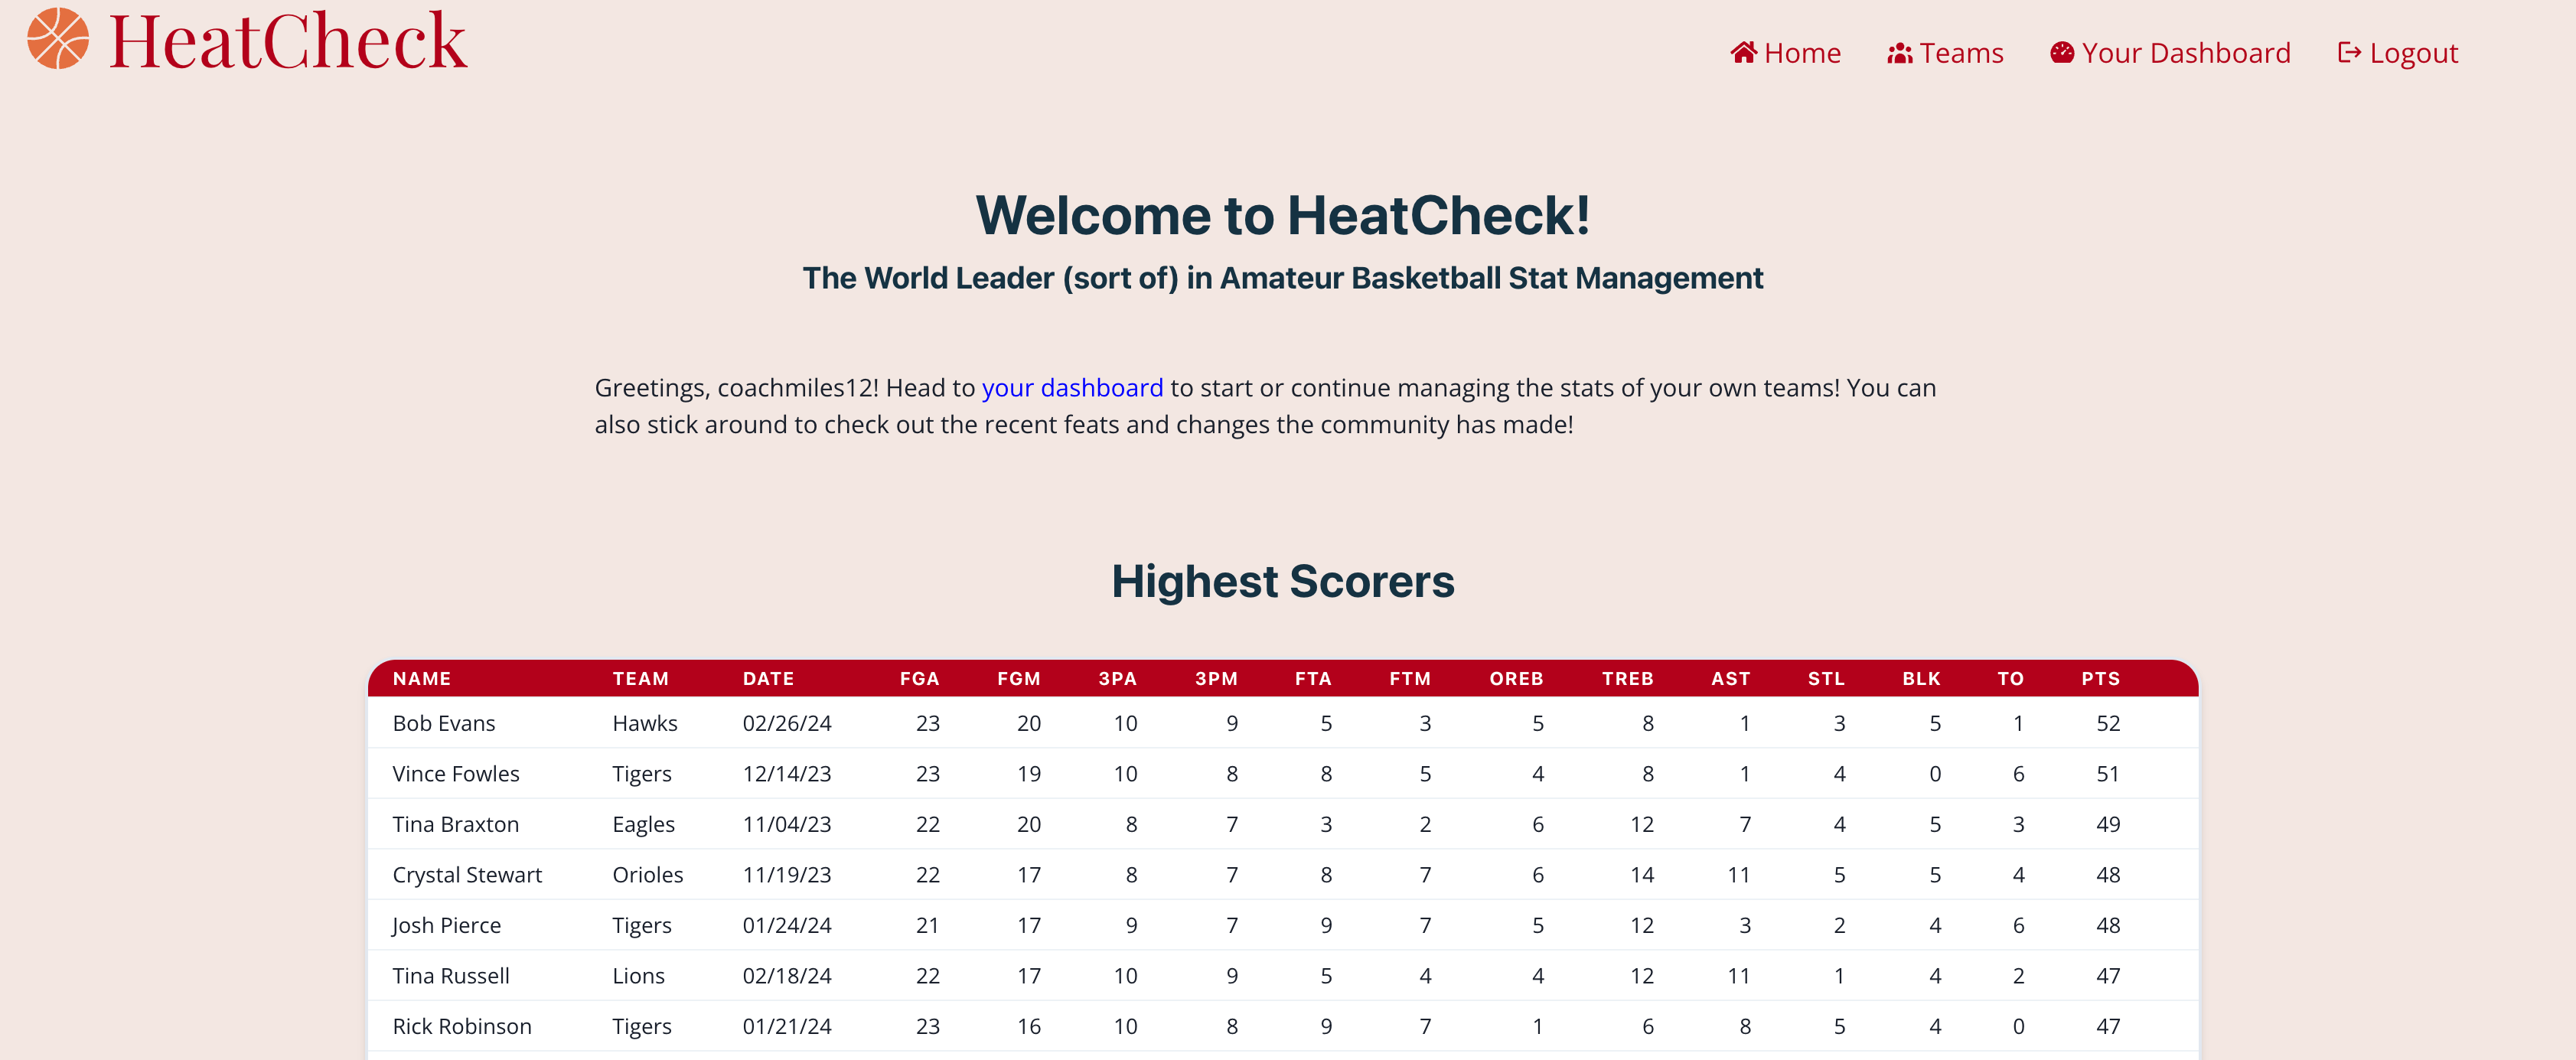 HeatCheck
Home Teams Your Dashboard Logout
Welcome to HeatCheck!
The World Leader (sort of) in Amateur Basketball Stat Management
Greetings, coachmiles12! Head to your dashboard to start or continue managing the stats of your own teams! You can
also stick around to check out the recent feats and changes the community has made!
Highest Scorers
NAME TEAM DATE FGA FGM 3PA 3PM FTA FTM OREB TREB AST STL BLK TO PTS
Bob Evans Hawks 02/26/24 23 20 10 9 5 3 5 8 1 3 5 1 52
Vince Fowles Tigers 12/14/23 23 19 10 8 8 5 4 8 1 4 0 6 51
Tina Braxton Eagles 11/04/23 22 20 8 7 3 2 6 12 7 4 5 3 49
Crystal Stewart Orioles 11/19/23 22 17 8 7 8 7 6 14 11 5 5 4 48
Josh Pierce Tigers 01/24/24 21 17 9 7 9 7 5 12 3 2 4 6 48
Tina Russell Lions 02/18/24 22 17 10 9 5 4 4 12 11 1 4 2 47
Rick Robinson Tigers 01/21/24 23 16 10 8 9 7 1 6 8 5 4 0 47